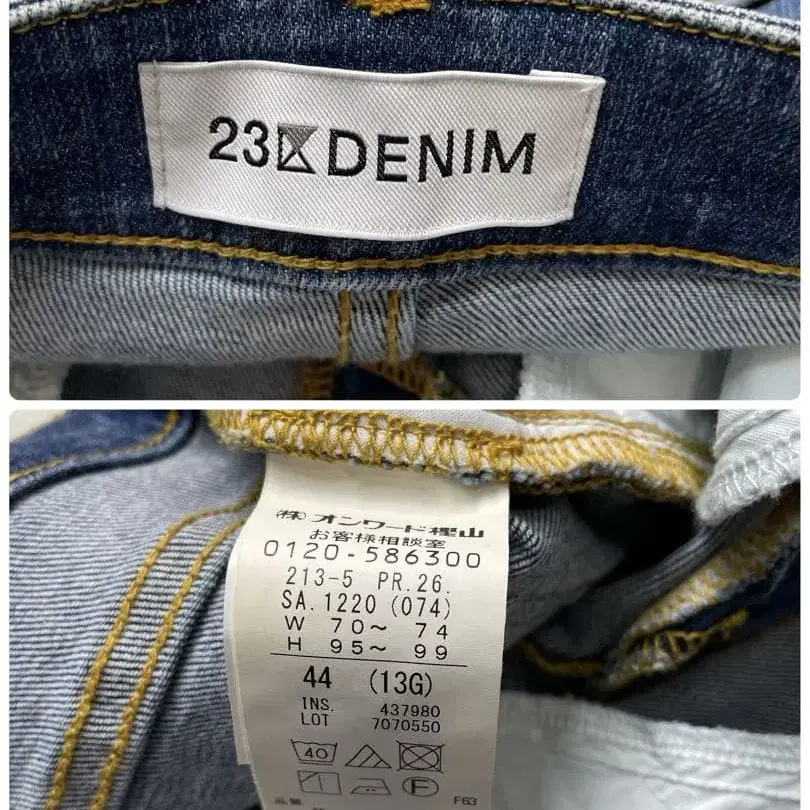 23区DENIM
(株)オンワード樫山
お客様相談室
0120-586300
213-5 PR.26.
SA.1220 (074)
W 70~ 74
H 95~ 99
44 (13G)
INS. 437980
LOT 7070550
40
F
F63